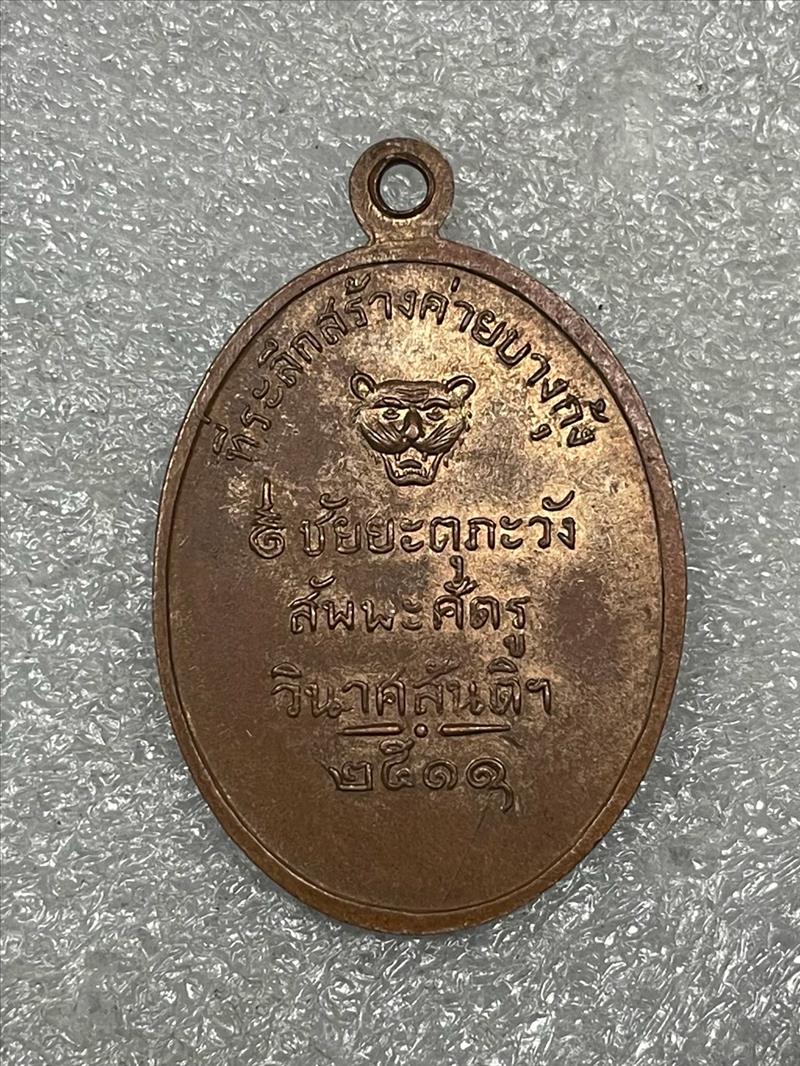 ที่ระลึกสร้างค่ายบางกุ้ง
ชัยยะตุภะวัง
สัพพะศัตรู
วินาศสันติฯ
๒๕๑๑